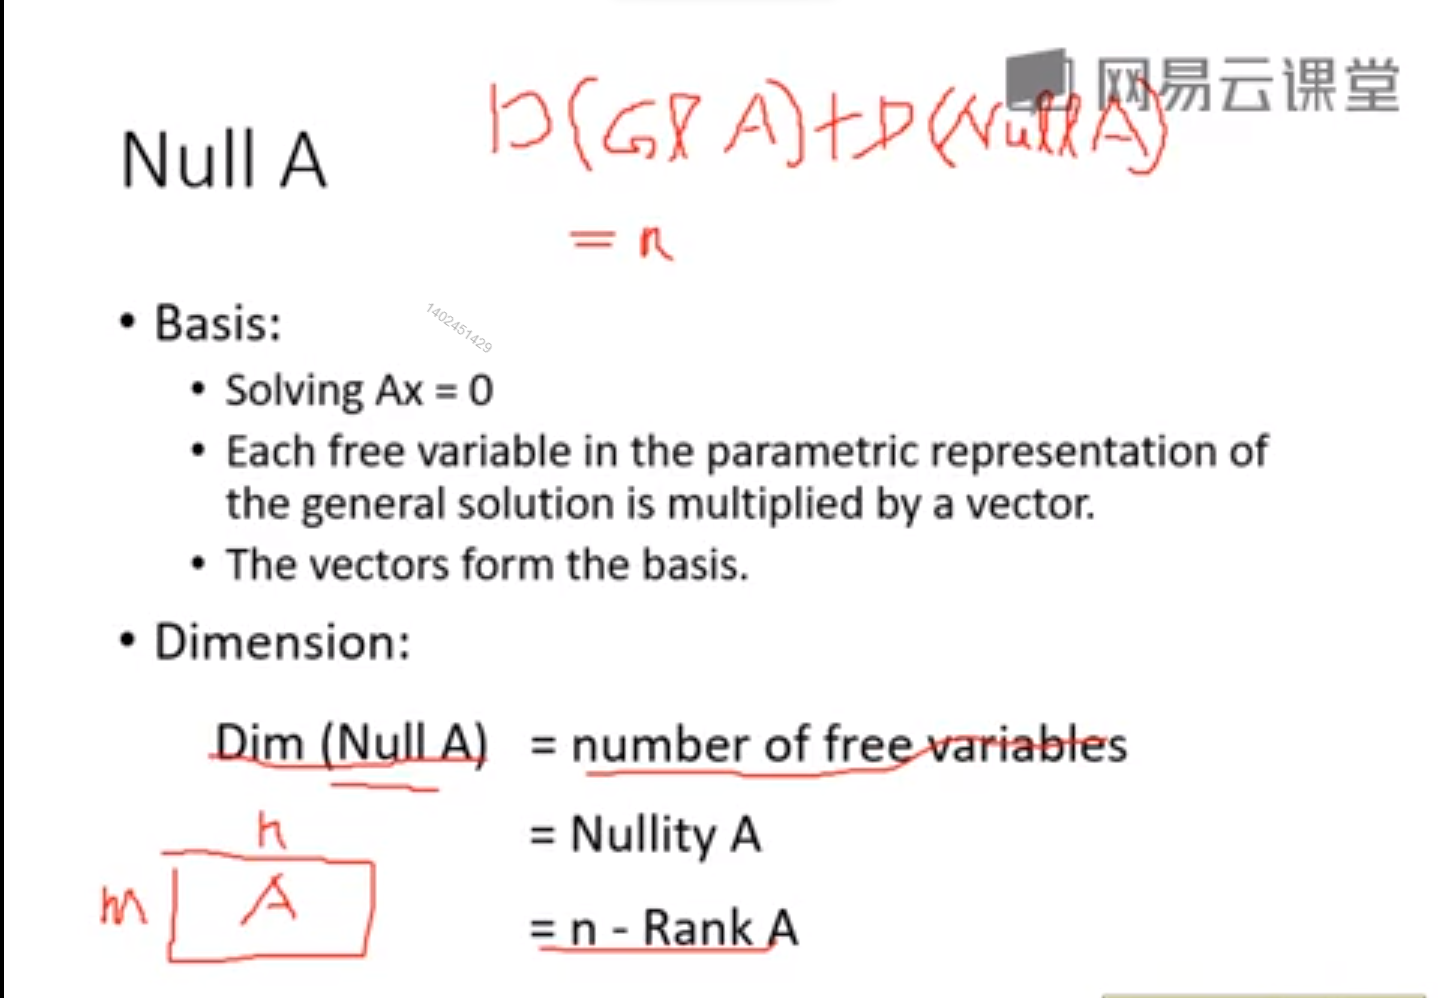 网易云课堂
D(Col A)+D(Null A)
Null A
= n
• Basis:
1402451429
• Solving Ax = 0
• Each free variable in the parametric representation of
the general solution is multiplied by a vector.
• The vectors form the basis.
• Dimension:
Dim (Null A) = number of free variables
n
= Nullity A
m A
= n - Rank A